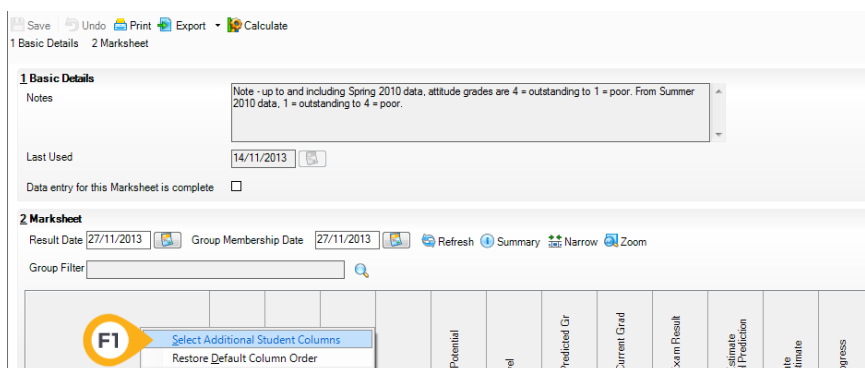 Save Undo Print Export Calculate
1 Basic Details 2 Marksheet
1 Basic Details
Notes
Note - up to and including Spring 2010 data, attitude grades are 4 = outstanding to 1 = poor. From Summer
2010 data, 1 = outstanding to 4 = poor.
Last Used 14/11/2013
Data entry for this Marksheet is complete
2 Marksheet
Result Date 27/11/2013 Group Membership Date 27/11/2013 Refresh Summary Narrow Zoom
Group Filter
F1
Select Additional Student Columns
Restore Default Column Order
Potential
Predicted Gr
Current Grad
Exam Result
Prediction